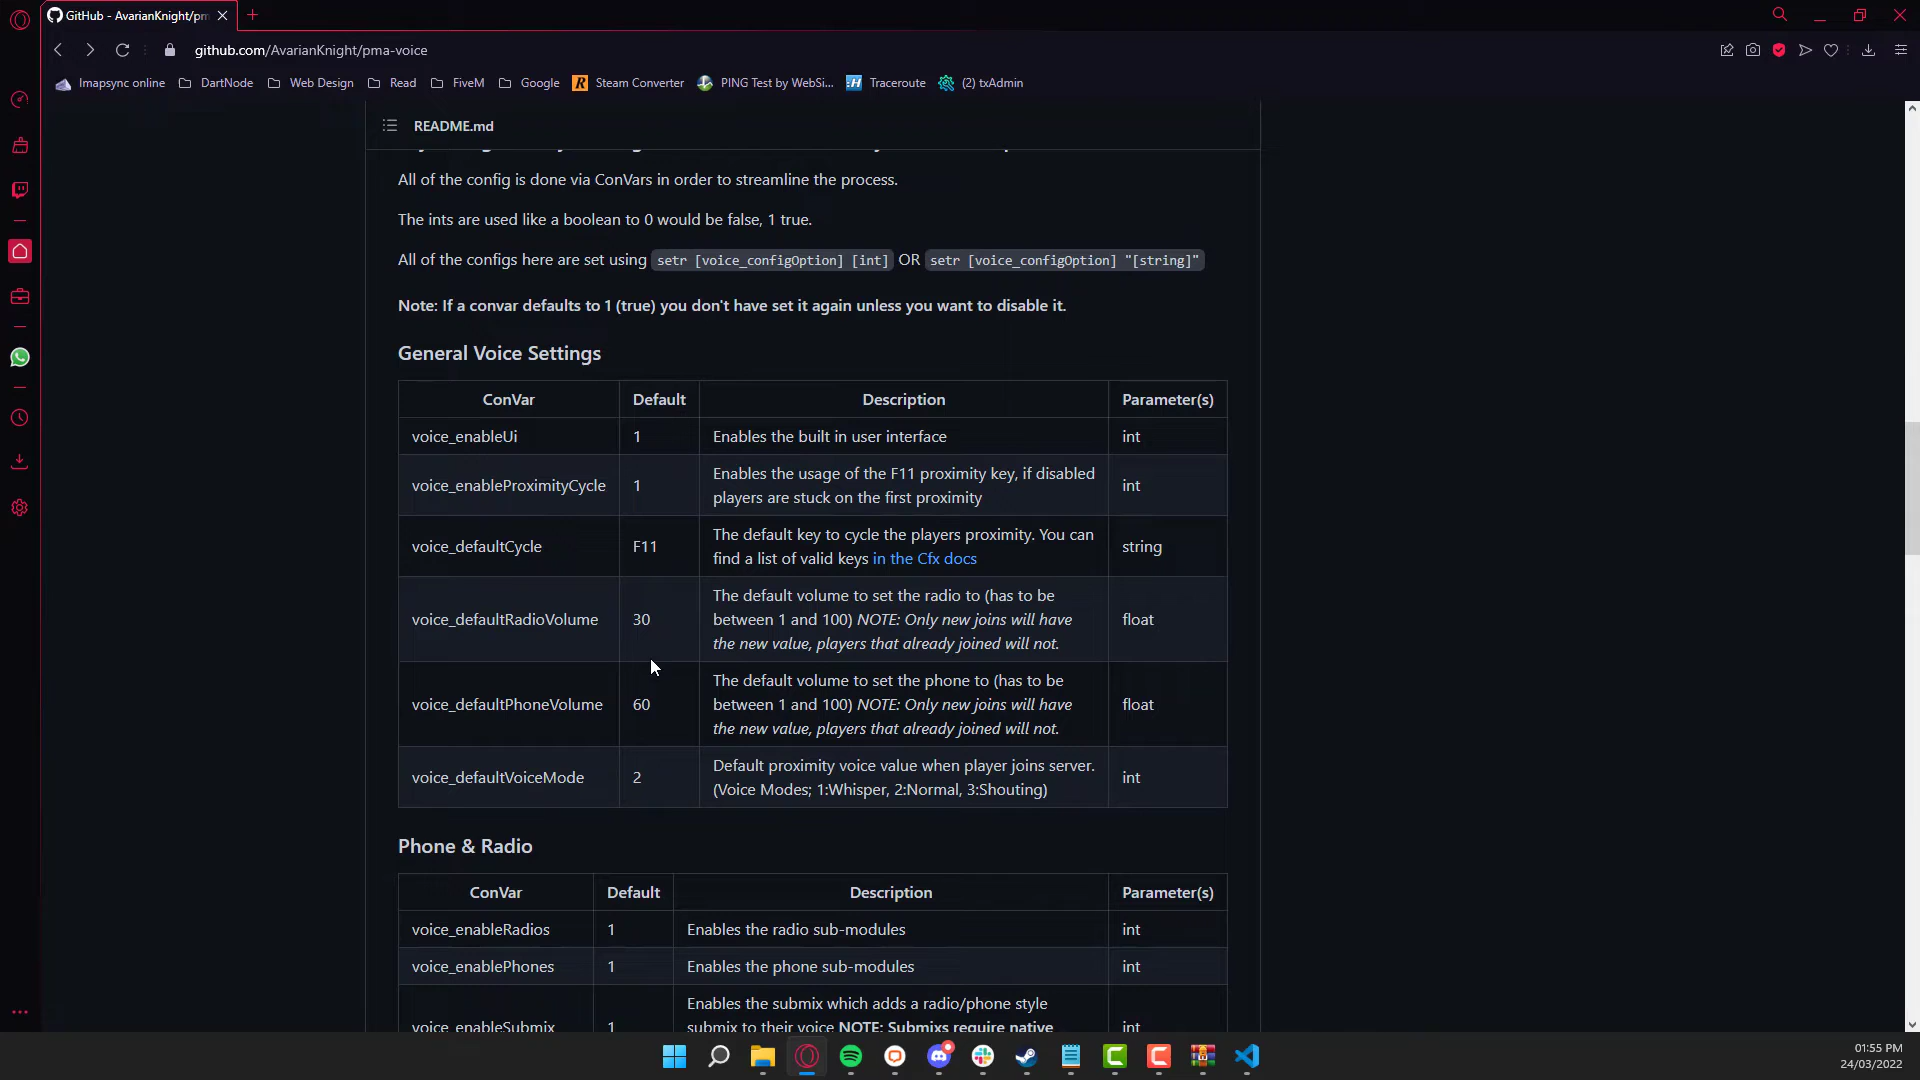 GitHub - AvarianKnight/pm
github.com/AvarianKnight/pma-voice
Imapsync online
DartNode
Web Design
Read
FiveM
Google
Steam Converter
PING Test by WebSi...
Traceroute
(2) txAdmin
README.md
All of the config is done via ConVars in order to streamline the process.
The ints are used like a boolean to 0 would be false, 1 true.
All of the configs here are set using setr [voice_configOption] [int] OR setr [voice_configOption] "[string]"
Note: If a convar defaults to 1 (true) you don't have set it again unless you want to disable it.
General Voice Settings
ConVar Default Description Parameter(s)
voice_enableUi 1 Enables the built in user interface int
voice_enableProximityCycle 1 Enables the usage of the F11 proximity key, if disabled
players are stuck on the first proximity int
voice_defaultCycle F11 The default key to cycle the players proximity. You can
find a list of valid keys in the Cfx docs string
voice_defaultRadioVolume 30 The default volume to set the radio to (has to be
between 1 and 100) NOTE: Only new joins will have
the new value, players that already joined will not. float
voice_defaultPhoneVolume 60 The default volume to set the phone to (has to be
between 1 and 100) NOTE: Only new joins will have
the new value, players that already joined will not. float
voice_defaultVoiceMode 2 Default proximity voice value when player joins server.
(Voice Modes; 1:Whisper, 2:Normal, 3:Shouting) int
Phone & Radio
ConVar Default Description Parameter(s)
voice_enableRadios 1 Enables the radio sub-modules int
voice_enablePhones 1 Enables the phone sub-modules int
voice_enableSubmix 1 Enables the submix which adds a radio/phone style
submix to their voice NOTE: Submixs require native int
01:55 PM
24/03/2022